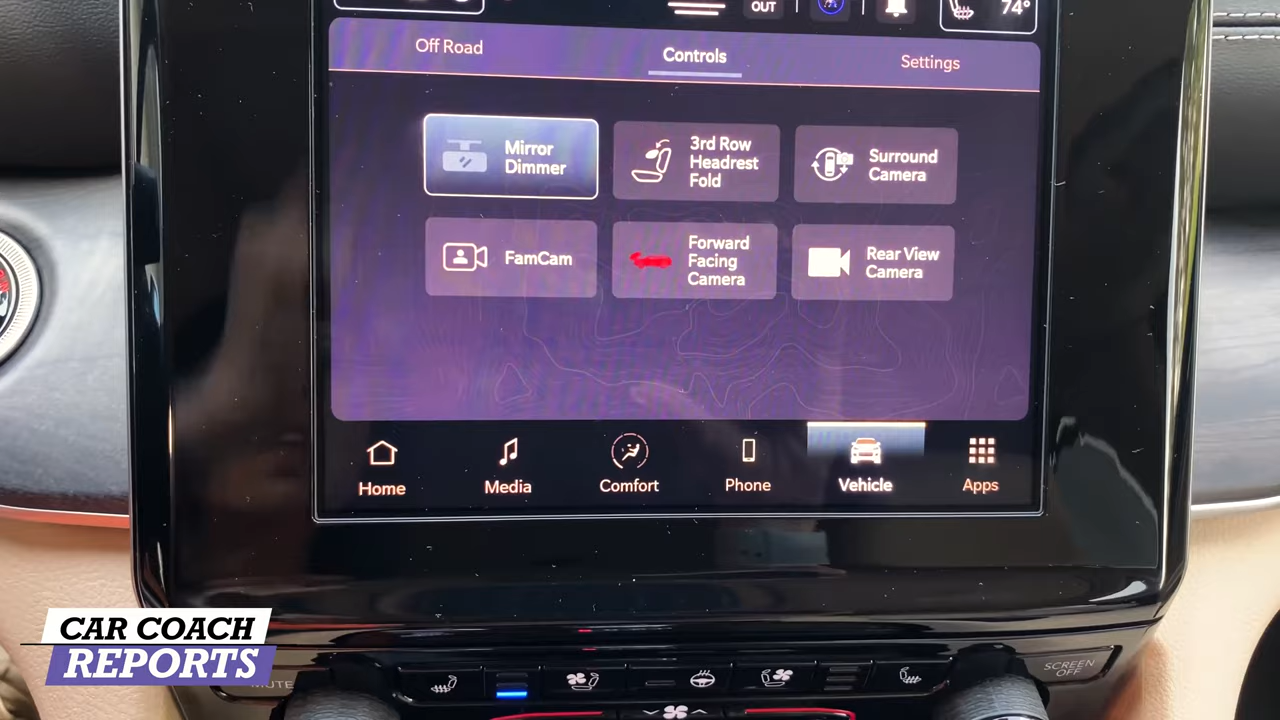 OUT
74°
Off Road
Controls
Settings
Mirror
Dimmer
3rd Row
Headrest
Fold
Surround
Camera
FamCam
Forward
Facing
Camera
Rear View
Camera
Home
Media
Comfort
Phone
Vehicle
Apps
CAR COACH
REPORTS
MUTE
SCREEN
OFF